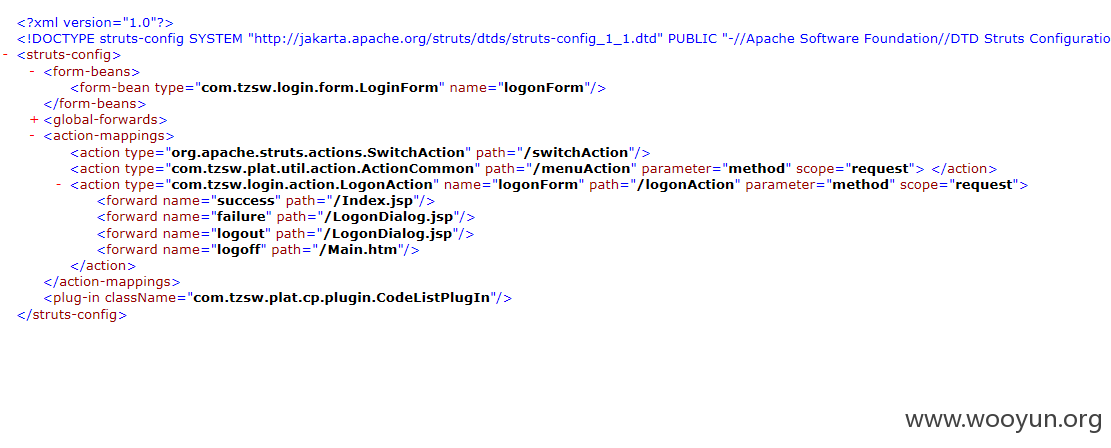 <?xml version="1.0"?>
<!DOCTYPE struts-config SYSTEM "http://jakarta.apache.org/struts/dtds/struts-config_1_1.dtd" PUBLIC "-//Apache Software Foundation//DTD Struts Configuratio
- <struts-config>
- <form-beans>
<form-bean type="com.tzsw.login.form.LoginForm" name="logonForm"/>
</form-beans>
+ <global-forwards>
- <action-mappings>
<action type="org.apache.struts.actions.SwitchAction" path="/switchAction"/>
<action type="com.tzsw.plat.util.action.ActionCommon" path="/menuAction" parameter="method" scope="request"> </action>
- <action type="com.tzsw.login.action.LogonAction" name="logonForm" path="/logonAction" parameter="method" scope="request">
<forward name="success" path="/Index.jsp"/>
<forward name="failure" path="/LogonDialog.jsp"/>
<forward name="logout" path="/LogonDialog.jsp"/>
<forward name="logoff" path="/Main.htm"/>
</action>
</action-mappings>
<plug-in className="com.tzsw.plat.cp.plugin.CodeListPlugIn"/>
</struts-config>
www.wooyun.org